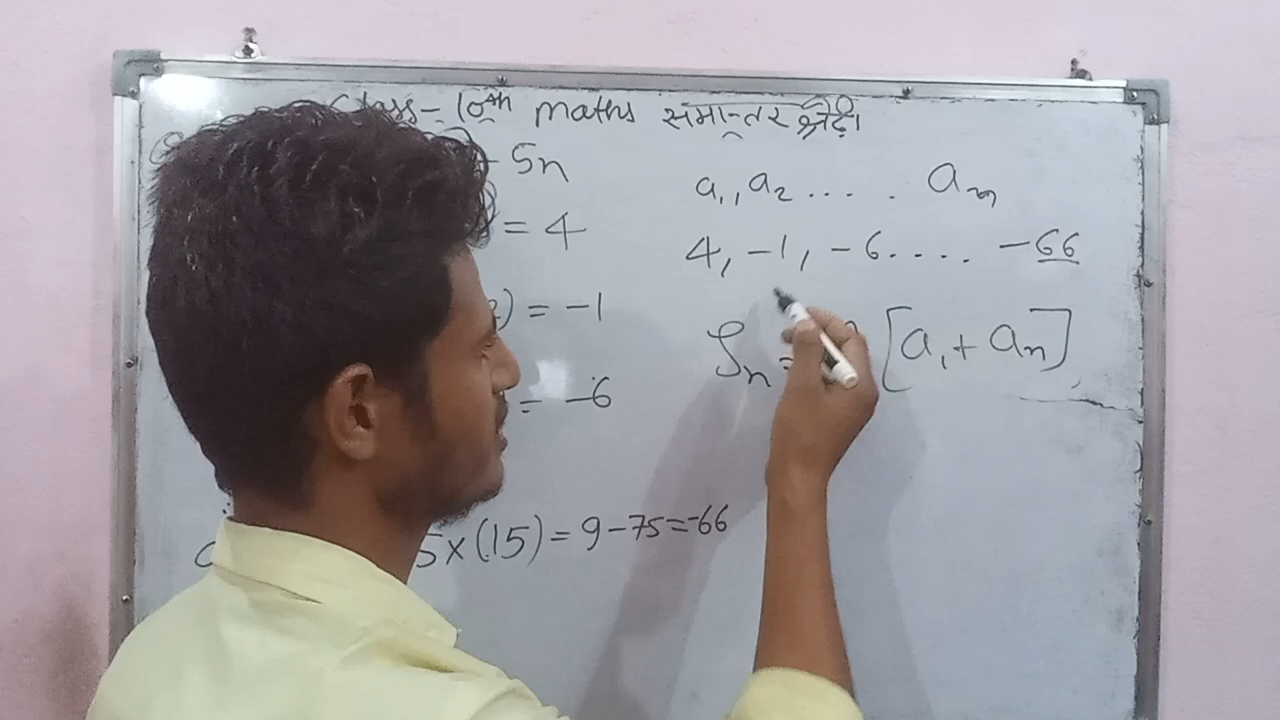 Class- 10th maths समान्तर श्रेढ़ी
- 5n
= 4
) = -1
= -6
5x(15) = 9-75=-66
a1, a2 .... . an
4, -1, -6.... -66
Sn = [a1 + an]